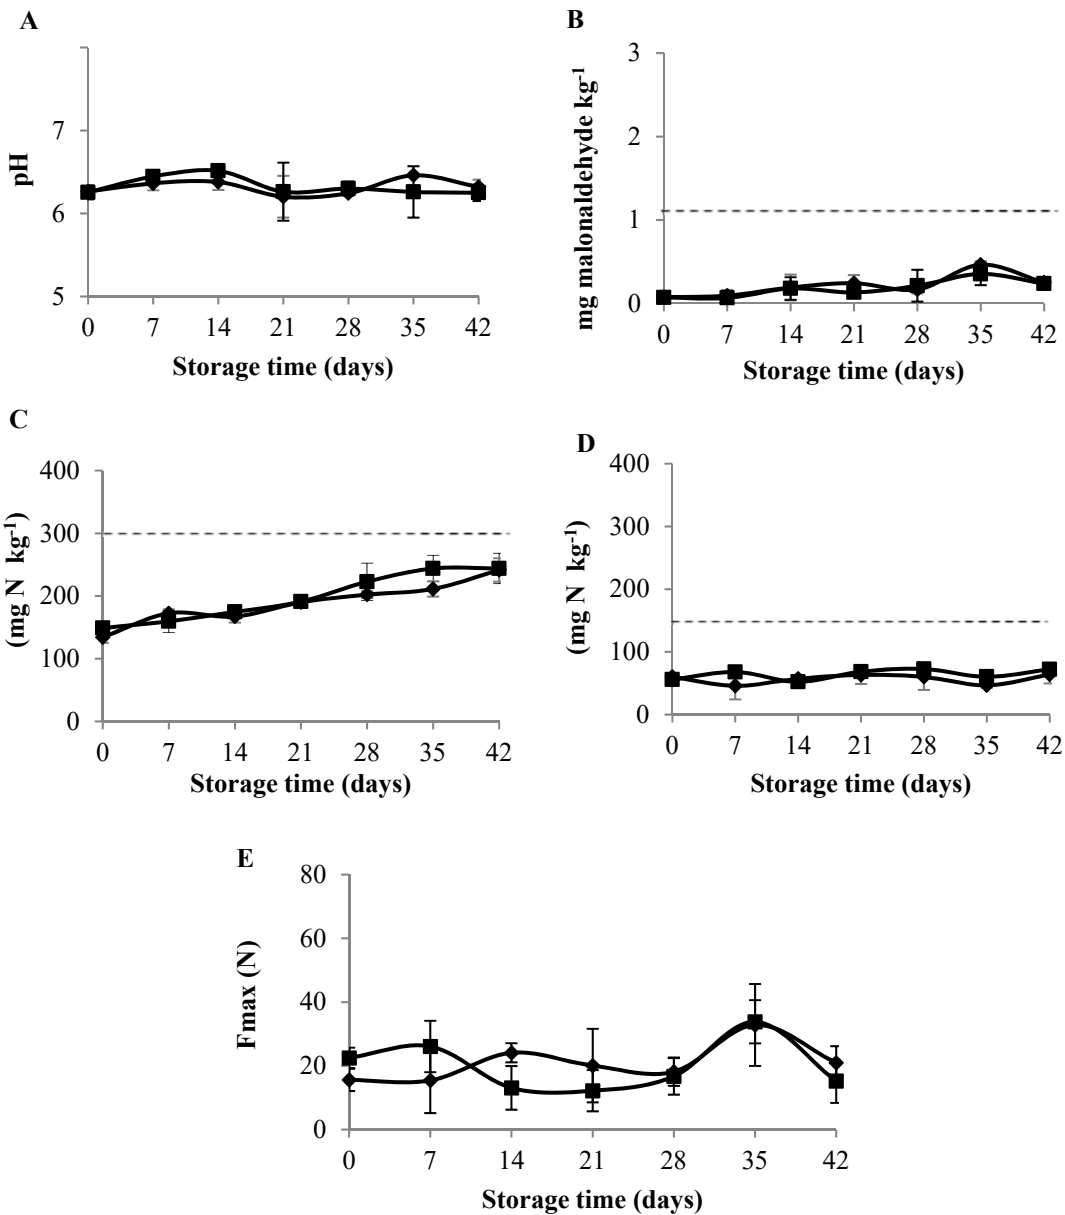 A
pH
7
6
5
0 7 14 21 28 35 42
Storage time (days)
B
mg malonaldehyde kg-1
3
2
1
0
0 7 14 21 28 35 42
Storage time (days)
C
(mg N kg-1)
400
300
200
100
0
0 7 14 21 28 35 42
Storage time (days)
D
(mg N kg-1)
400
300
200
100
0
0 7 14 21 28 35 42
Storage time (days)
E
Fmax (N)
80
60
40
20
0
0 7 14 21 28 35 42
Storage time (days)